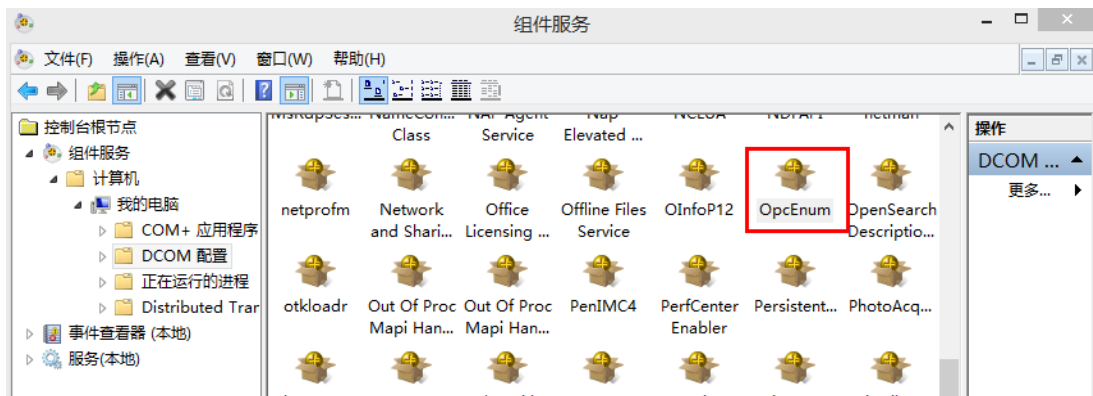 组件服务
文件(F) 操作(A) 查看(V) 窗口(W) 帮助(H)
控制台根节点
组件服务
计算机
我的电脑
COM+ 应用程序
DCOM 配置
正在运行的进程
Distributed Trar
事件查看器 (本地)
服务(本地)
Class Service Elevated ...
netprofm Network Office Offline Files OInfoP12 OpcEnum OpenSearch
and Shari... Licensing ... Service Descriptio...
otkloadr Out Of Proc Out Of Proc PenIMC4 PerfCenter Persistent... PhotoAcq...
Mapi Han... Mapi Han... Enabler
操作
DCOM ...
更多...